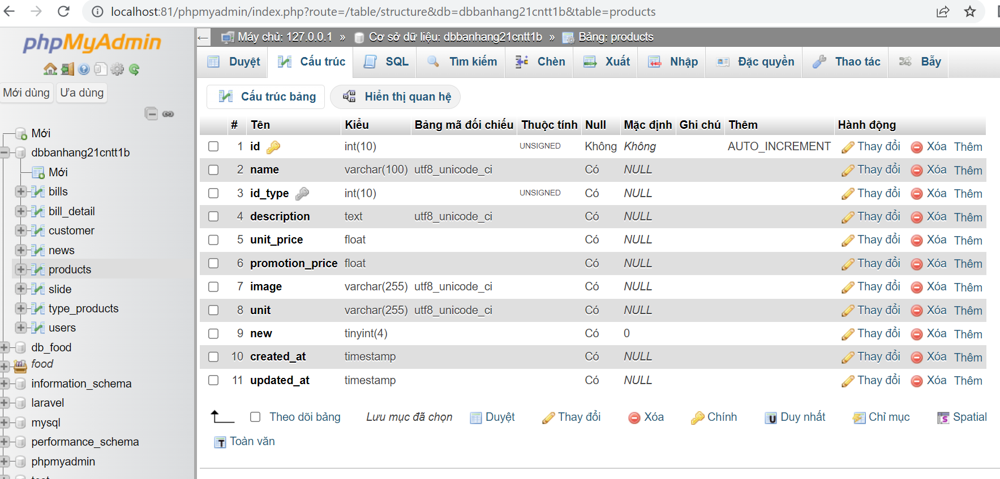 localhost:81/phpmyadmin/index.php?route=/table/structure&db=dbbanhang21cntt1b&table=products
phpMyAdmin
Mới dùng Ưa dùng
Mới
dbbanhang21cntt1b
Mới
bills
bill_detail
customer
news
products
slide
type_products
users
db_food
food
information_schema
laravel
mysql
performance_schema
phpmyadmin
Máy chủ: 127.0.0.1 » Cơ sở dữ liệu: dbbanhang21cntt1b » Bảng: products
Duyệt Cấu trúc SQL Tìm kiếm Chèn Xuất Nhập Đặc quyền Thao tác Bẫy
Cấu trúc bảng Hiển thị quan hệ
# Tên Kiểu Bảng mã đối chiếu Thuộc tính Null Mặc định Ghi chú Thêm Hành động
1 id int(10) UNSIGNED Không Không AUTO_INCREMENT Thay đổi Xóa Thêm
2 name varchar(100) utf8_unicode_ci Có NULL Thay đổi Xóa Thêm
3 id_type int(10) UNSIGNED Có NULL Thay đổi Xóa Thêm
4 description text utf8_unicode_ci Có NULL Thay đổi Xóa Thêm
5 unit_price float Có NULL Thay đổi Xóa Thêm
6 promotion_price float Có NULL Thay đổi Xóa Thêm
7 image varchar(255) utf8_unicode_ci Có NULL Thay đổi Xóa Thêm
8 unit varchar(255) utf8_unicode_ci Có NULL Thay đổi Xóa Thêm
9 new tinyint(4) Có 0 Thay đổi Xóa Thêm
10 created_at timestamp Có NULL Thay đổi Xóa Thêm
11 updated_at timestamp Có NULL Thay đổi Xóa Thêm
Theo dõi bảng Lưu mục đã chọn Duyệt Thay đổi Xóa Chính Duy nhất Chỉ mục Spatial
Toàn văn